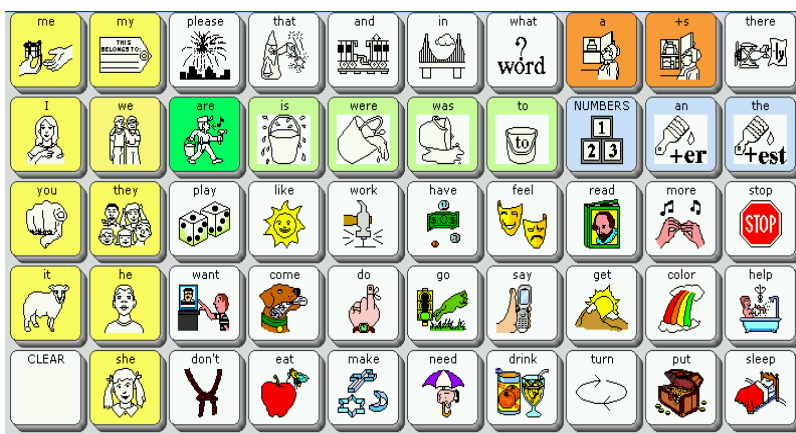 me my please that and in what a +s there
THIS
BELONGS TO:
?
word
ly
I we are is were was to NUMBERS an the
to
1
2 3
+er
+est
you they play like work have feel read more stop
STOP
it he want come do go say get color help
CLEAR she don't eat make need drink turn put sleep